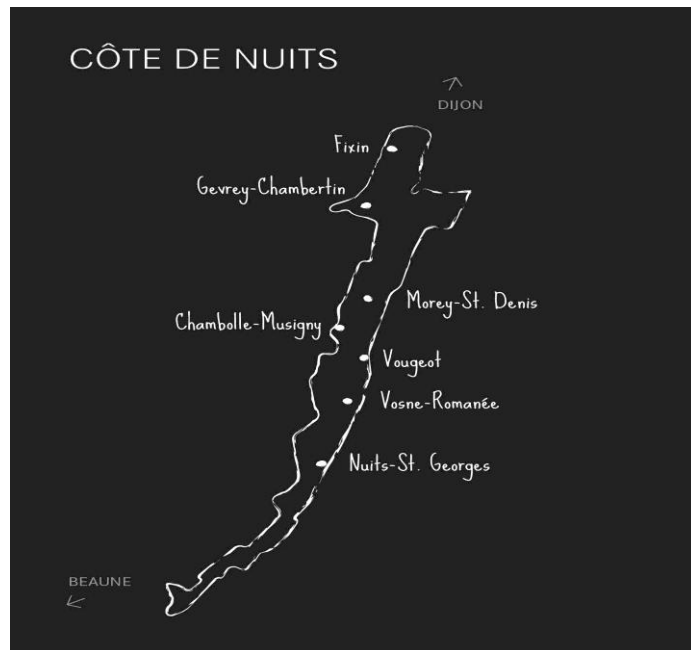 CÔTE DE NUITS
DIJON
Fixin
Gevrey-Chambertin
Morey-St. Denis
Chambolle-Musigny
Vougeot
Vosne-Romanée
Nuits-St. Georges
BEAUNE